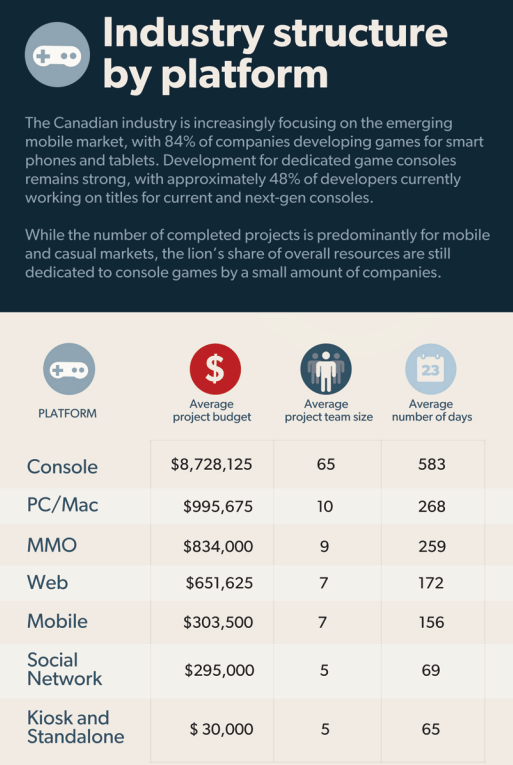 Industry structure
by platform
The Canadian industry is increasingly focusing on the emerging
mobile market, with 84% of companies developing games for smart
phones and tablets. Development for dedicated game consoles
remains strong, with approximately 48% of developers currently
working on titles for current and next-gen consoles.
While the number of completed projects is predominantly for mobile
and casual markets, the lion's share of overall resources are still
dedicated to console games by a small amount of companies.
$
23
PLATFORM
Average
project budget
Average
project team size
Average
number of days
Console $8,728,125 65 583
PC/Mac $995,675 10 268
MMO $834,000 9 259
Web $651,625 7 172
Mobile $303,500 7 156
Social
Network $295,000 5 69
Kiosk and
Standalone $ 30,000 5 65